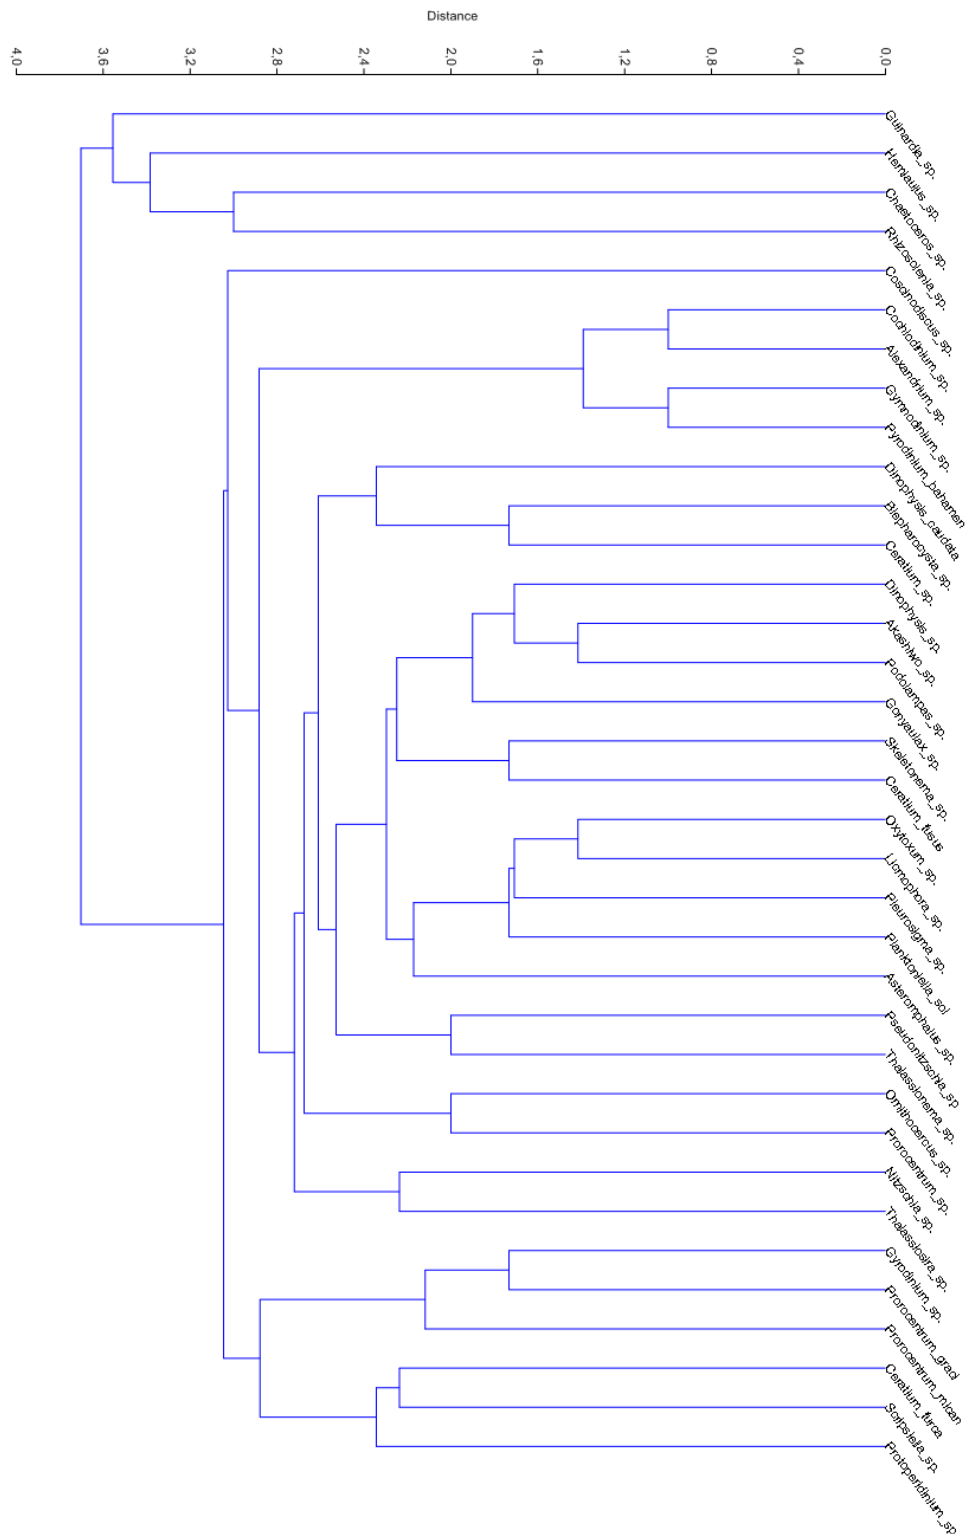 Distance
4,0
3,6
3,2
2,8
2,4
2,0
1,6
1,2
0,8
0,4
0,0
Guinardia_sp.
Hemiaulus_sp.
Chaetoceros_sp.
Rhizosolenia_sp.
Coscinodiscus_sp.
Cochlodinium_sp.
Alexandrium_sp.
Gymnodinium_sp.
Pyrodinium_bahamen
Dinophysis_caudata
Blepharocysta_sp.
Ceratium_sp.
Dinophysis_sp
Akashiwo_sp.
Podolampas_sp.
Gonyaulax_sp.
Skeletonema_sp.
Ceratium_fusus
Oxytoxum_sp.
Licmophora_sp.
Pleurosigma_sp.
Planktoniella_sol
Asteromphalus_sp.
Pseudonitzschia_sp
Thalassionema_sp.
Ornithocercus_sp.
Prorocentrum_sp.
Nitzschia_sp.
Thalassiosira_sp.
Gyrodinium_sp.
Prorocentrum_graci
Prorocentrum_mican
Ceratium_furca
Scripsiella_sp.
Protoperidinium_sp